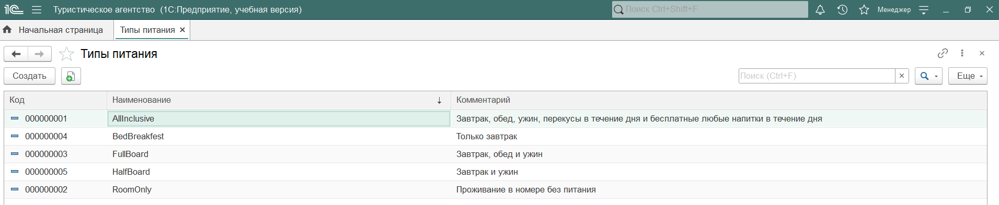 1С Туристическое агентство (1С:Предприятие, учебная версия) Поиск Ctrl+Shift+F Менеджер
Начальная страница Типы питания
Типы питания
Создать Поиск (Ctrl+F) Еще
Код Наименование Комментарий
000000001 AllInclusive Завтрак, обед, ужин, перекусы в течение дня и бесплатные любые напитки в течение дня
000000004 BedBreakfest Только завтрак
000000003 FullBoard Завтрак, обед и ужин
000000005 HalfBoard Завтрак и ужин
000000002 RoomOnly Проживание в номере без питания